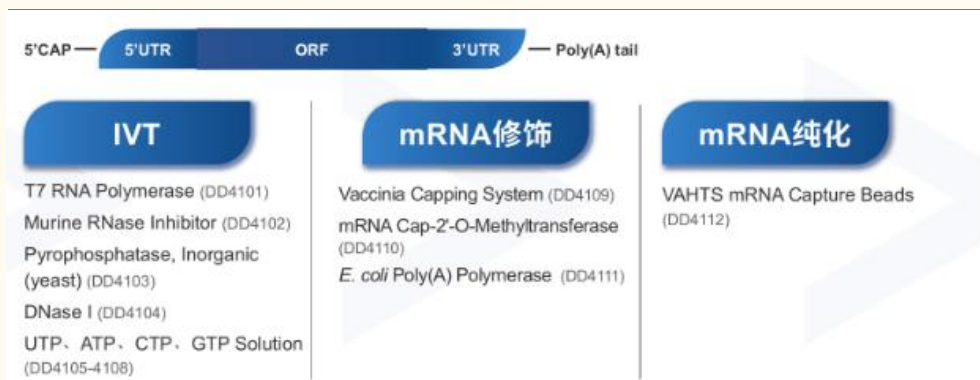 5'CAP 5'UTR ORF 3'UTR Poly(A) tail
IVT
T7 RNA Polymerase (DD4101)
Murine RNase Inhibitor (DD4102)
Pyrophosphatase, Inorganic
(yeast) (DD4103)
DNase I (DD4104)
UTP、ATP、CTP、GTP Solution
(DD4105-4108)
mRNA修饰
Vaccinia Capping System (DD4109)
mRNA Cap-2'-O-Methyltransferase
(DD4110)
E. coli Poly(A) Polymerase (DD4111)
mRNA纯化
VAHTS mRNA Capture Beads
(DD4112)